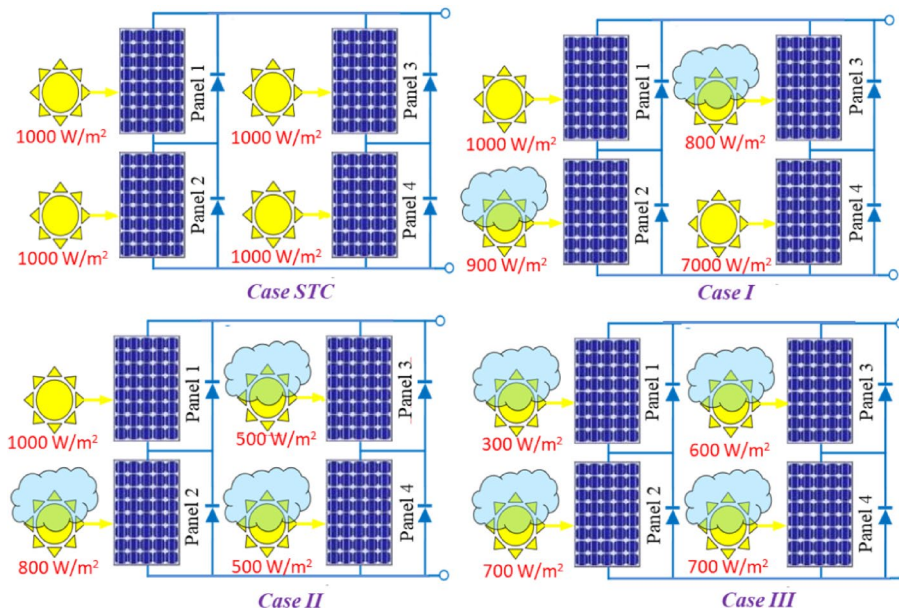 Panel 1
Panel 3
1000 W/m²
1000 W/m²
Panel 2
Panel 4
1000 W/m²
1000 W/m²
Case STC
Panel 1
Panel 3
1000 W/m²
800 W/m²
Panel 2
Panel 4
900 W/m²
7000 W/m²
Case I
Panel 1
Panel 3
1000 W/m²
500 W/m²
Panel 2
Panel 4
800 W/m²
500 W/m²
Case II
Panel 1
Panel 3
300 W/m²
600 W/m²
Panel 2
Panel 4
700 W/m²
700 W/m²
Case III